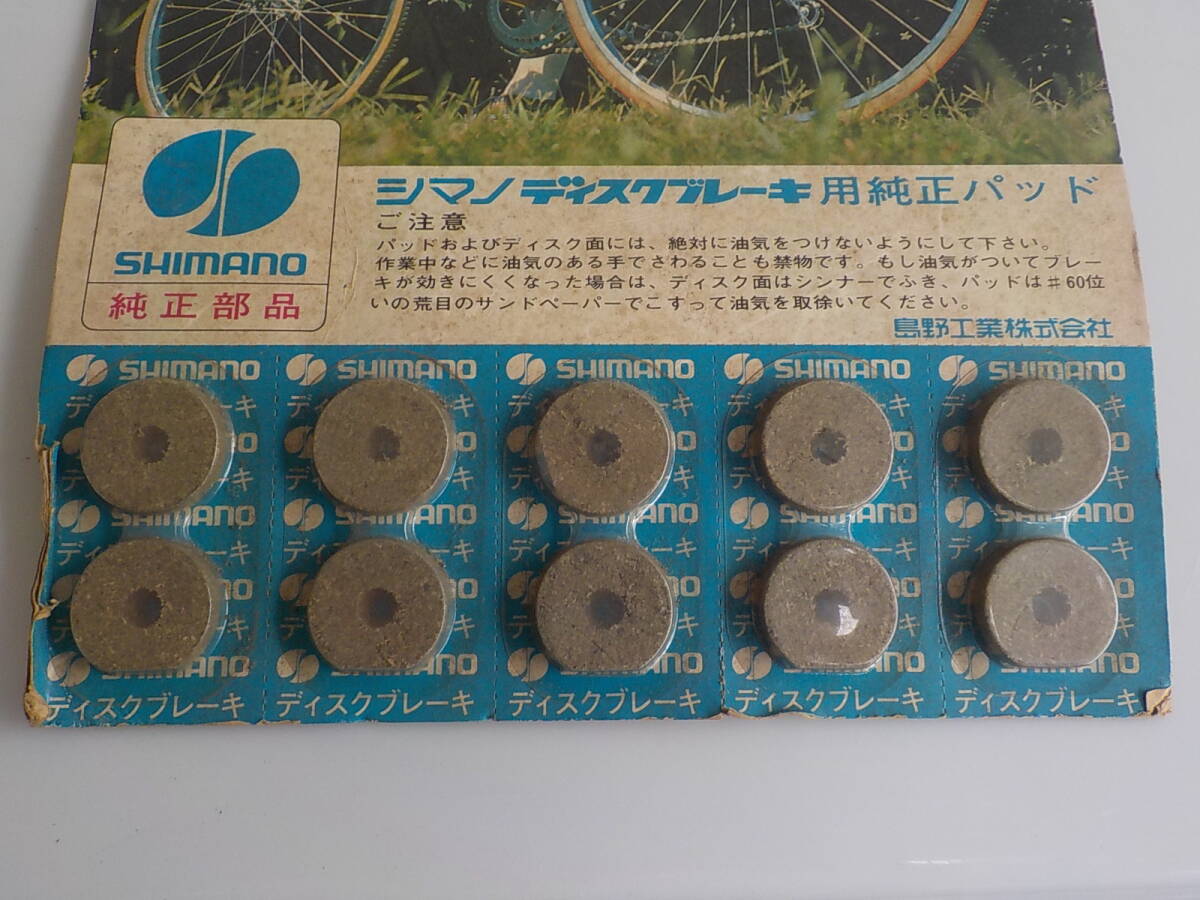 SHIMANO
純正部品
シマノディスクブレーキ用純正パッド
ご注意
パッドおよびディスク面には、絶対に油気をつけないようにして下さい。
作業中などに油気のある手でさわることも禁物です。もし油気がついてブレー
キが効きにくくなった場合は、ディスク面はシンナーでふき、パッドは♯60位
いの荒目のサンドペーパーでこすって油気を取徐いてください。
島野工業株式会社
SHIMANO SHIMANO SHIMANO SHIMANO SHIMANO
ディスクブレーキ ディスクブレーキ ディスクブレーキ ディスクブレーキ ディスクブレーキ